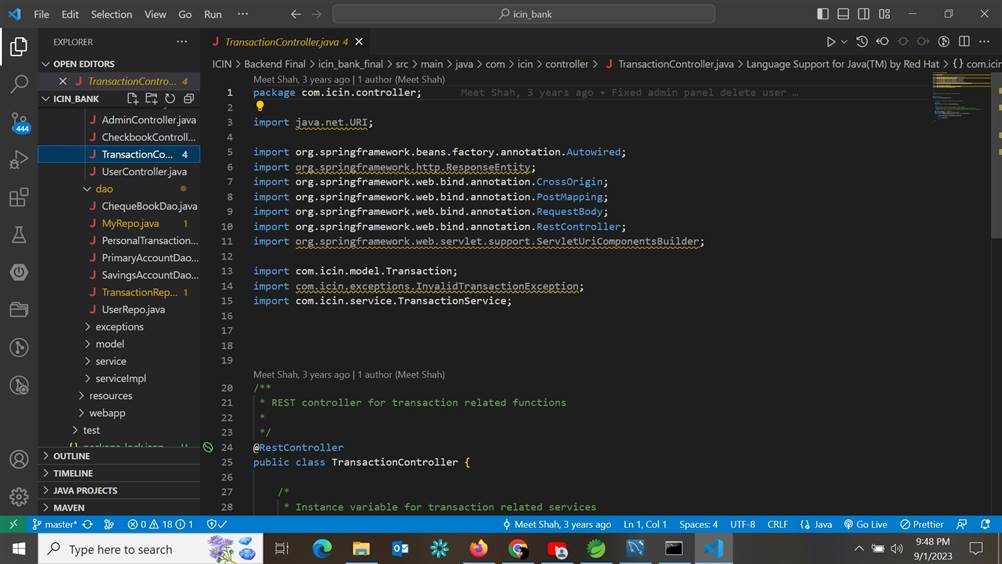 File Edit Selection View Go Run ···
icin_bank
EXPLORER ···
OPEN EDITORS
TransactionContro... 4
ICIN_BANK
AdminController.java
CheckbookControll...
TransactionCo... 4
UserController.java
dao
ChequeBookDao.java
MyRepo.java 1
PersonalTransaction...
PrimaryAccountDao...
SavingsAccountDao...
TransactionRep... 1
UserRepo.java
exceptions
model
service
serviceImpl
resources
webapp
test
OUTLINE
TIMELINE
JAVA PROJECTS
MAVEN
444
TransactionController.java 4
ICIN > Backend Final > icin_bank_final > src > main > java > com > icin > controller > TransactionController.java > Language Support for Java(TM) by Red Hat > {} com.icin
Meet Shah, 3 years ago | 1 author (Meet Shah)
1 package com.icin.controller; Meet Shah, 3 years ago • Fixed admin panel delete user …
2
3 import java.net.URI;
4
5 import org.springframework.beans.factory.annotation.Autowired;
6 import org.springframework.http.ResponseEntity;
7 import org.springframework.web.bind.annotation.CrossOrigin;
8 import org.springframework.web.bind.annotation.PostMapping;
9 import org.springframework.web.bind.annotation.RequestBody;
10 import org.springframework.web.bind.annotation.RestController;
11 import org.springframework.web.servlet.support.ServletUriComponentsBuilder;
12
13 import com.icin.model.Transaction;
14 import com.icin.exceptions.InvalidTransactionException;
15 import com.icin.service.TransactionService;
16
17
18
19
Meet Shah, 3 years ago | 1 author (Meet Shah)
20 /**
21 * REST controller for transaction related functions
22 *
23 */
24 @RestController
25 public class TransactionController {
26
27 /*
28 * Instance variable for transaction related services
master* 0 18 1 Meet Shah, 3 years ago Ln 1, Col 1 Spaces: 4 UTF-8 CRLF {} Java Go Live Prettier
Type here to search
9:48 PM
9/1/2023